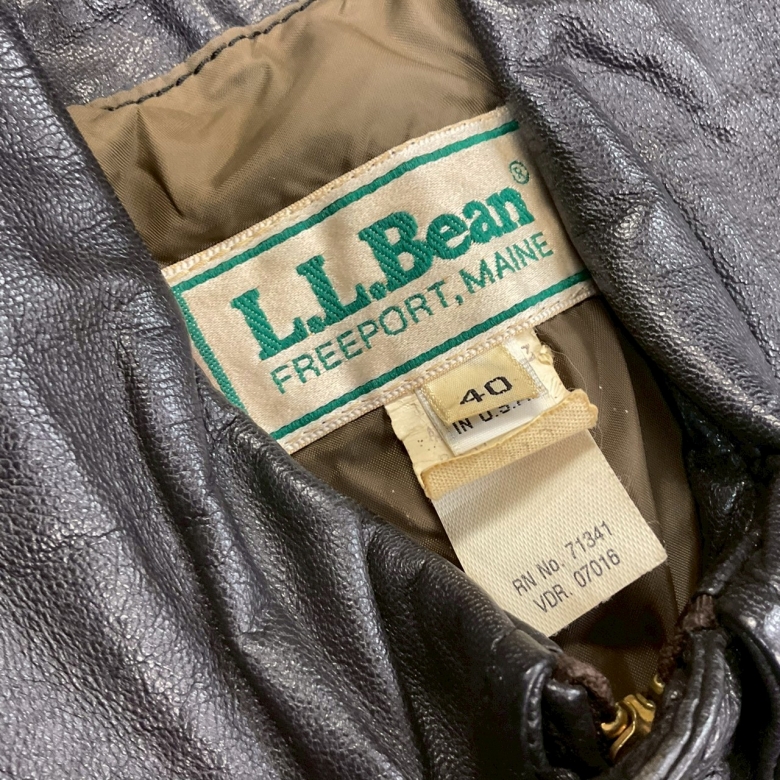 L.L.Bean®
FREEPORT, MAINE
40
IN U.S.A.
RN No. 71341
VDR. 07016